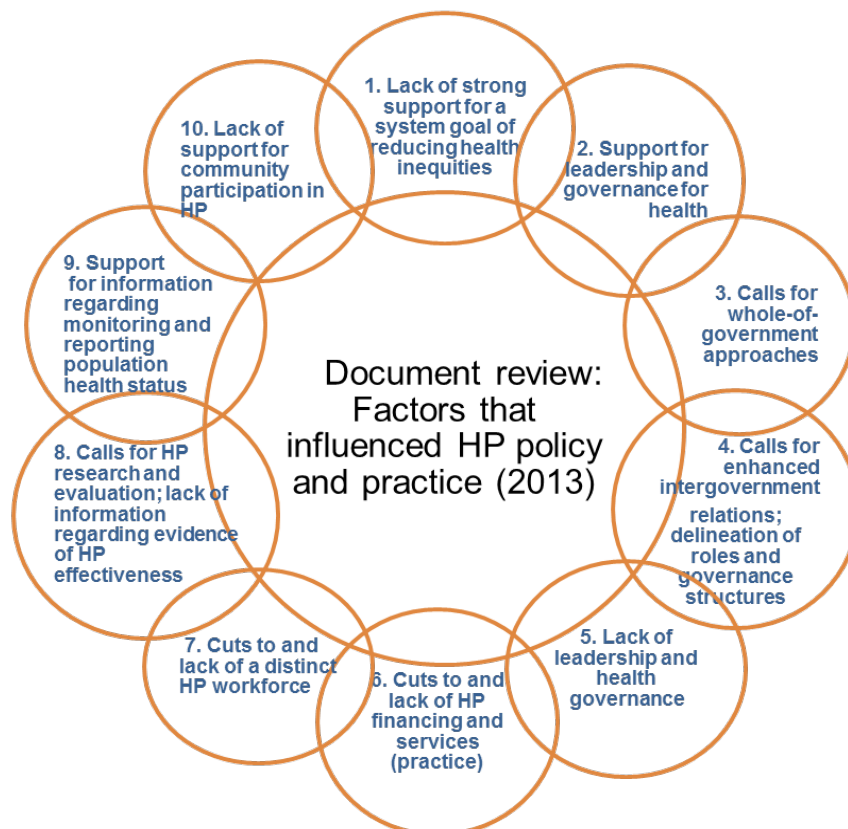 1. Lack of strong
support for a
system goal of
reducing health
inequities
2. Support for
leadership and
governance for
health
3. Calls for
whole-of-
government
approaches
4. Calls for
enhanced
intergovernment
relations;
delineation of
roles and
governance
structures
5. Lack of
leadership and
health
governance
6. Cuts to and
lack of HP
financing and
services
(practice)
7. Cuts to and
lack of a distinct
HP workforce
8. Calls for HP
research and
evaluation; lack of
information
regarding evidence
of HP
effectiveness
9. Support
for information
regarding
monitoring and
reporting
population
health status
10. Lack of
support for
community
participation in
HP
Document review:
Factors that
influenced HP policy
and practice (2013)